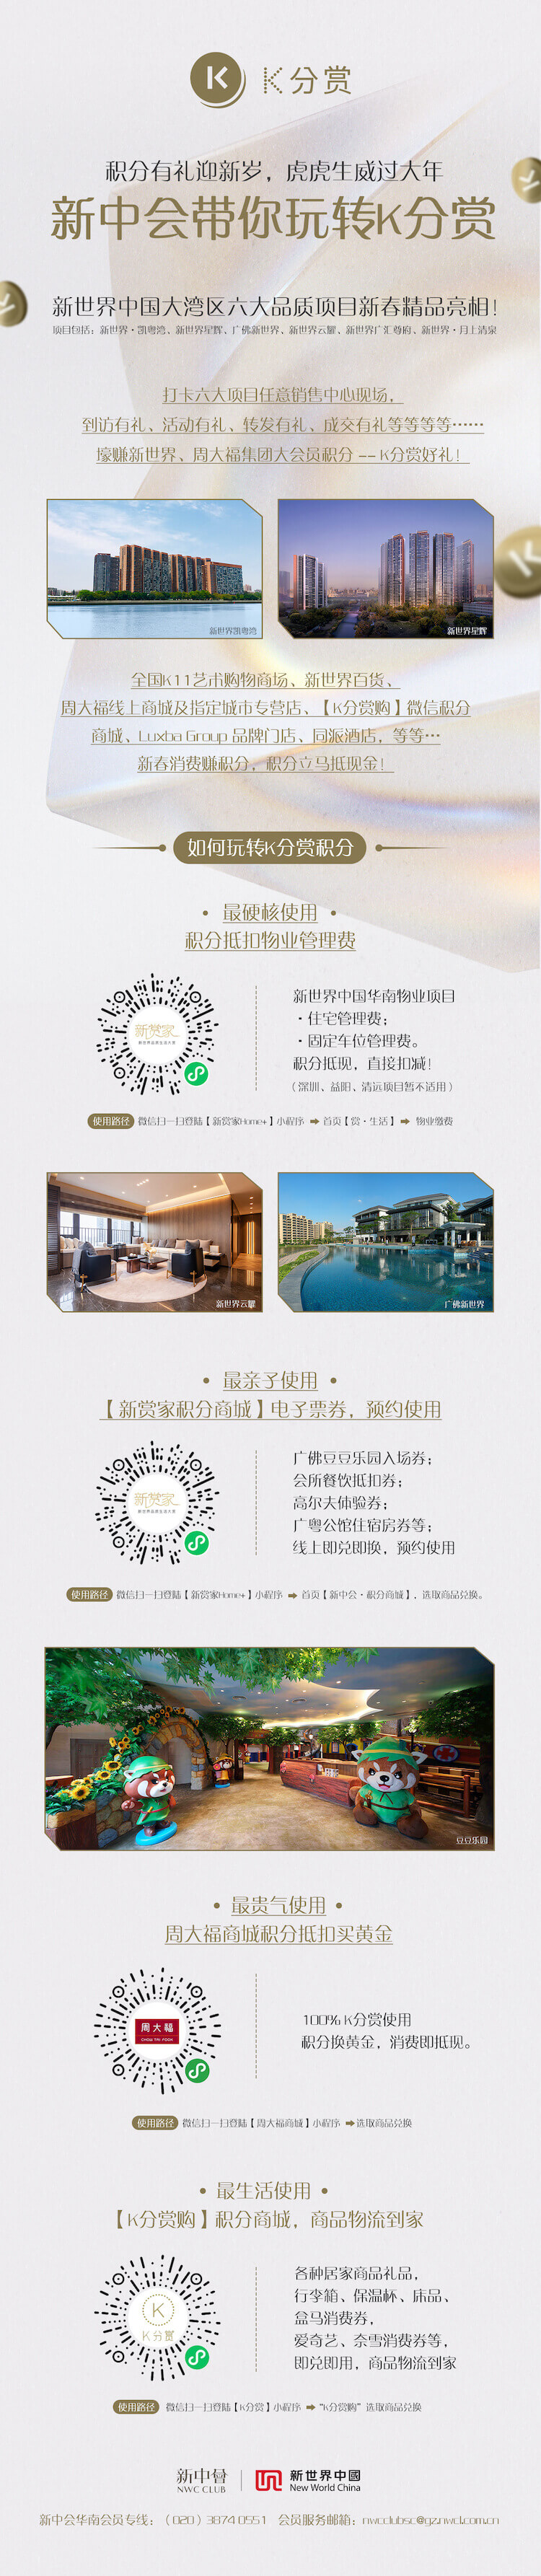 K分赏
积分有礼迎新岁，虎虎生威过大年
新中会带你玩转K分赏
新世界中国大湾区六大品质项目新春精品亮相！
项目包括：新世界·凯粤湾、新世界星辉、广佛新世界、新世界云耀、新世界广汇尊府、新世界·月上清泉
打卡六大项目任意销售中心现场，
到访有礼、活动有礼、转发有礼、成交有礼等等等等……
壕赚新世界、周大福集团大会员积分 -- K分赏好礼！
新世界凯粤湾
新世界星辉
全国K11艺术购物商场、新世界百货、
周大福线上商城及指定城市专营店、【K分赏购】微信积分
商城、Luxba Group 品牌门店、同派酒店，等等…
新春消费赚积分，积分立马抵现金！
如何玩转K分赏积分
· 最硬核使用 ·
积分抵扣物业管理费
新赏家
新世界中国华南物业项目
·住宅管理费；
·固定车位管理费。
积分抵现，直接扣减！
（深圳、益阳、清远项目暂不适用）
使用路径 微信扫一扫登陆【新赏家Home+】小程序 ➡ 首页【赏·生活】 ➡ 物业缴费
新世界云耀
广佛新世界
· 最亲子使用 ·
【新赏家积分商城】电子票券，预约使用
新赏家
广佛豆豆乐园入场券；
会所餐饮抵扣券；
高尔夫体验券；
广粤公馆住宿房券等；
线上即兑即换，预约使用
使用路径 微信扫一扫登陆【新赏家Home+】小程序 ➡ 首页【新中会·积分商城】，选取商品兑换。
豆豆乐园
· 最贵气使用 ·
周大福商城积分抵扣买黄金
周大福
CHOW TAI FOOK
100% K分赏使用
积分换黄金，消费即抵现。
使用路径 微信扫一扫登陆【周大福商城】小程序 ➡选取商品兑换
· 最生活使用 ·
【K分赏购】积分商城，商品物流到家
K分赏
各种居家商品礼品，
行李箱、保温杯、床品、
盒马消费券，
爱奇艺、奈雪消费券等，
即兑即用，商品物流到家
使用路径 微信扫一扫登陆【K分赏】小程序 ➡ “K分赏购”选取商品兑换
新中會
NWC CLUB
新世界中國
New World China
新中会华南会员专线：（020）3874 0551 会员服务邮箱：nwcclubsc@gz.nwcl.com.cn